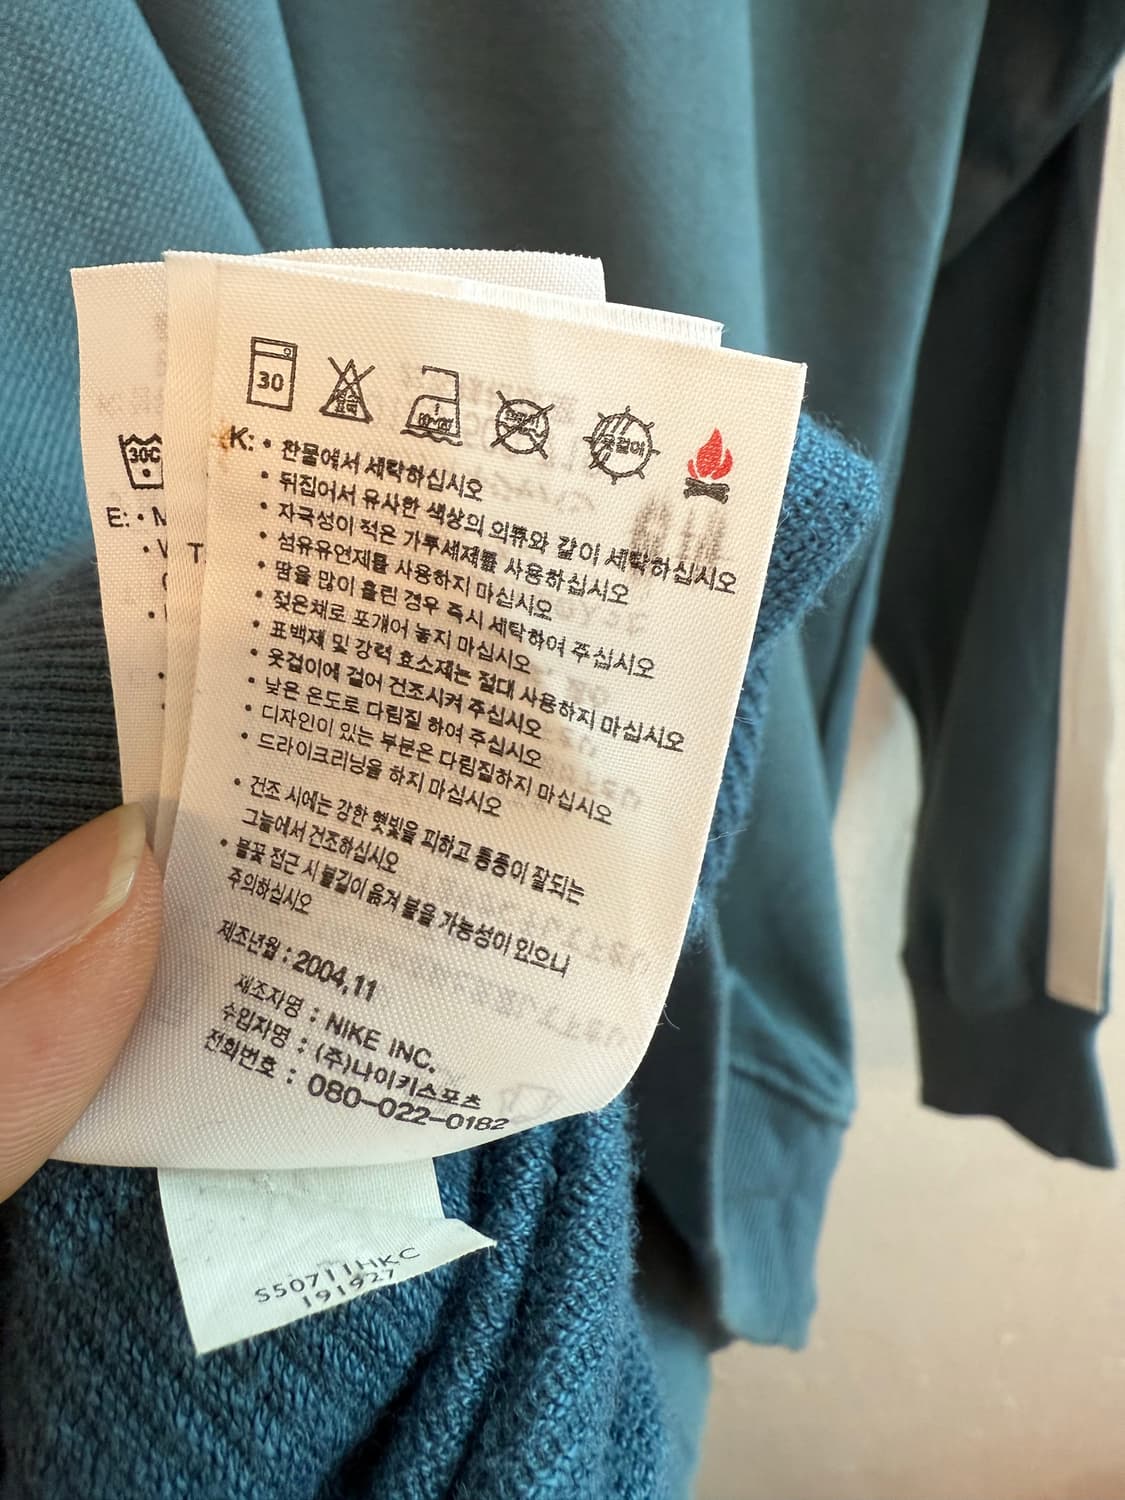 30
K: • 찬물에서 세탁하십시오
• 뒤집어서 유사한 색상의 의류와 같이 세탁하십시오
• 자극성이 적은 가루세제를 사용하십시오
• 섬유유연제를 사용하지 마십시오
• 땀을 많이 흘린 경우 즉시 세탁하여 주십시오
• 젖은채로 포개어 놓지 마십시오
• 표백제 및 강력 효소제는 절대 사용하지 마십시오
• 옷걸이에 걸어 건조시켜 주십시오
• 낮은 온도로 다림질 하여 주십시오
• 디자인이 있는 부분은 다림질하지 마십시오
• 드라이크리닝을 하지 마십시오
• 건조 시에는 강한 햇빛을 피하고 통풍이 잘되는
그늘에서 건조하십시오
• 불꽃 접근 시 불길이 옮겨 붙을 가능성이 있으니
주의하십시오
제조년월 : 2004.11
제조자명 : NIKE INC.
수입자명 : (주)나이키스포츠
전화번호 : 080-022-0182
30C
E: •
S50711HKC
191927